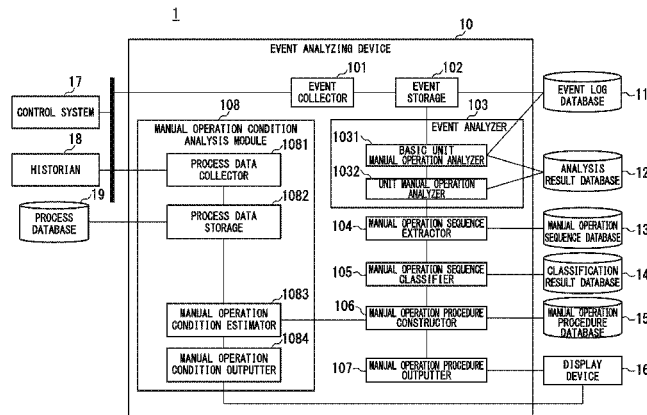 1
10
EVENT ANALYZING DEVICE
17
CONTROL SYSTEM
18
HISTORIAN
19
PROCESS
DATABASE
101
EVENT
COLLECTOR
102
EVENT
STORAGE
EVENT LOG
DATABASE
11
108
MANUAL OPERATION CONDITION
ANALYSIS MODULE
1081
PROCESS DATA
COLLECTOR
1082
PROCESS DATA
STORAGE
1083
MANUAL OPERATION
CONDITION ESTIMATOR
1084
MANUAL OPERATION
CONDITION OUTPUTTER
103
EVENT ANALYZER
1031
BASIC UNIT
MANUAL OPERATION ANALYZER
1032
UNIT MANUAL OPERATION
ANALYZER
ANALYSIS
RESULT DATABASE
12
104
MANUAL OPERATION SEQUENCE
EXTRACTOR
MANUAL OPERATION
SEQUENCE DATABASE
13
105
MANUAL OPERATION SEQUENCE
CLASSIFIER
CLASSIFICATION
RESULT DATABASE
14
106
MANUAL OPERATION PROCEDURE
CONSTRUCTOR
MANUAL OPERATION
PROCEDURE DATABASE
15
107
MANUAL OPERATION PROCEDURE
OUTPUTTER
DISPLAY
DEVICE
16